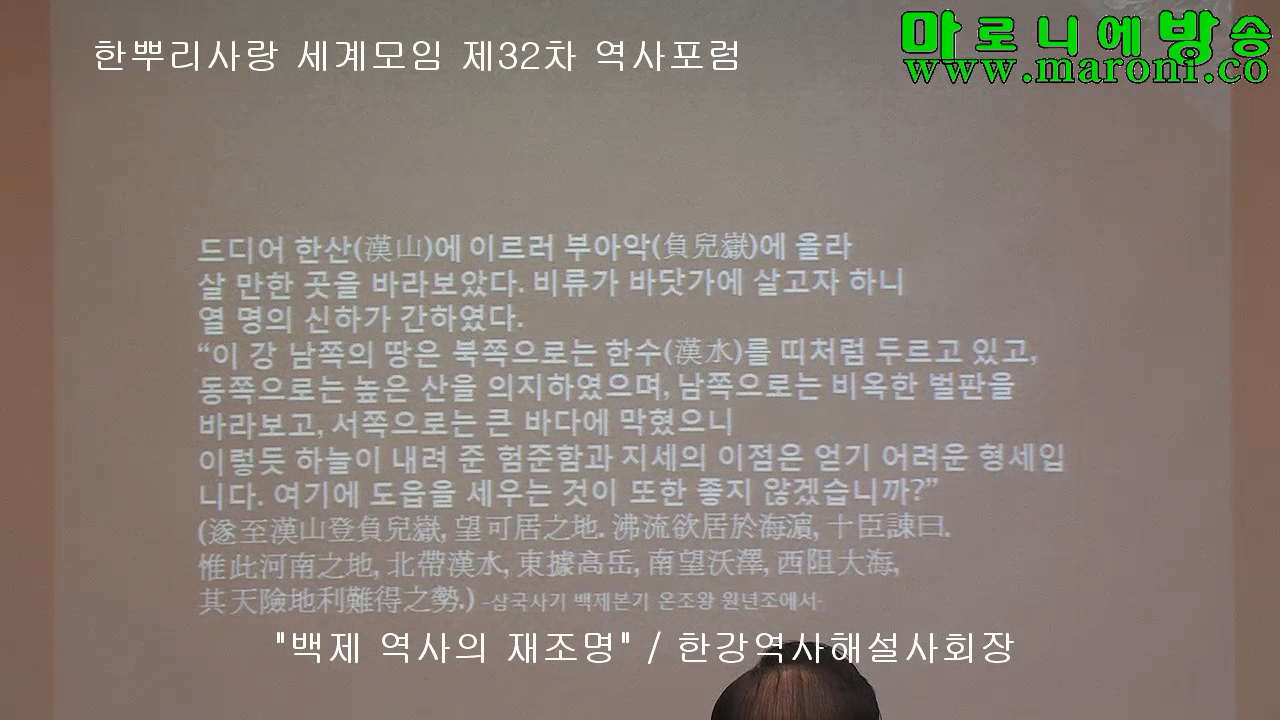 한뿌리사랑 세계모임 제32차 역사포럼
마로니에방송
www.maroni.co
드디어 한산(漢山)에 이르러 부아악(負兒嶽)에 올라
살 만한 곳을 바라보았다. 비류가 바닷가에 살고자 하니
열 명의 신하가 간하였다.
“이 강 남쪽의 땅은 북쪽으로는 한수(漢水)를 띠처럼 두르고 있고,
동쪽으로는 높은 산을 의지하였으며, 남쪽으로는 비옥한 벌판을
바라보고, 서쪽으로는 큰 바다에 막혔으니
이렇듯 하늘이 내려 준 험준함과 지세의 이점은 얻기 어려운 형세입
니다. 여기에 도읍을 세우는 것이 또한 좋지 않겠습니까?”
(遂至漢山登負兒嶽, 望可居之地. 沸流欲居於海濵, 十臣諌曰.
惟此河南之地, 北帶漢水, 東據高岳, 南望沃澤, 西阻大海,
其天險地利難得之勢.) -삼국사기 백제본기 온조왕 원년조에서-
"백제 역사의 재조명" / 한강역사해설사회장